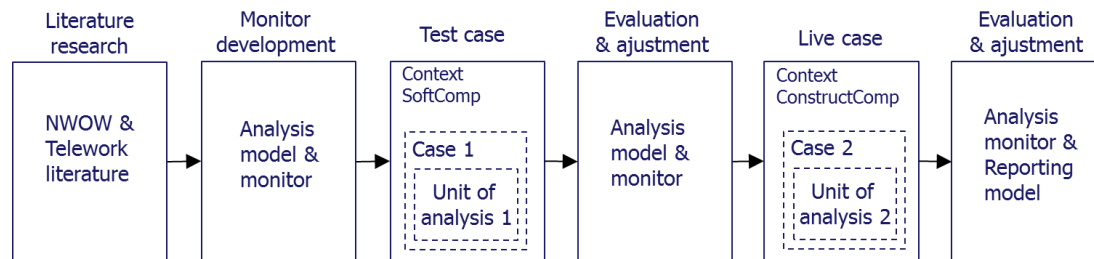 Literature
research
NWOW &
Telework
literature
Monitor
development
Analysis
model &
monitor
Test case
Context
SoftComp
Case 1
Unit of
analysis 1
Evaluation
& ajustment
Analysis
model &
monitor
Live case
Context
ConstructComp
Case 2
Unit of
analysis 2
Evaluation
& ajustment
Analysis
monitor &
Reporting
model